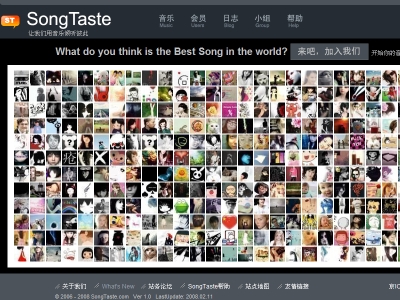 ST SongTaste
让我们用音乐倾听彼此
音乐 会员 日志 小组 帮助
Music Users Blog Group Help
What do you think is the Best Song in the world? 来吧，加入我们 开始你的音
关于我们 What's New 站务论坛 SongTaste帮助 站点地图 友情链接 京IC
© 2006 - 2008 SongTaste.com Ver 1.0 LastUpdate: 2008.02.11